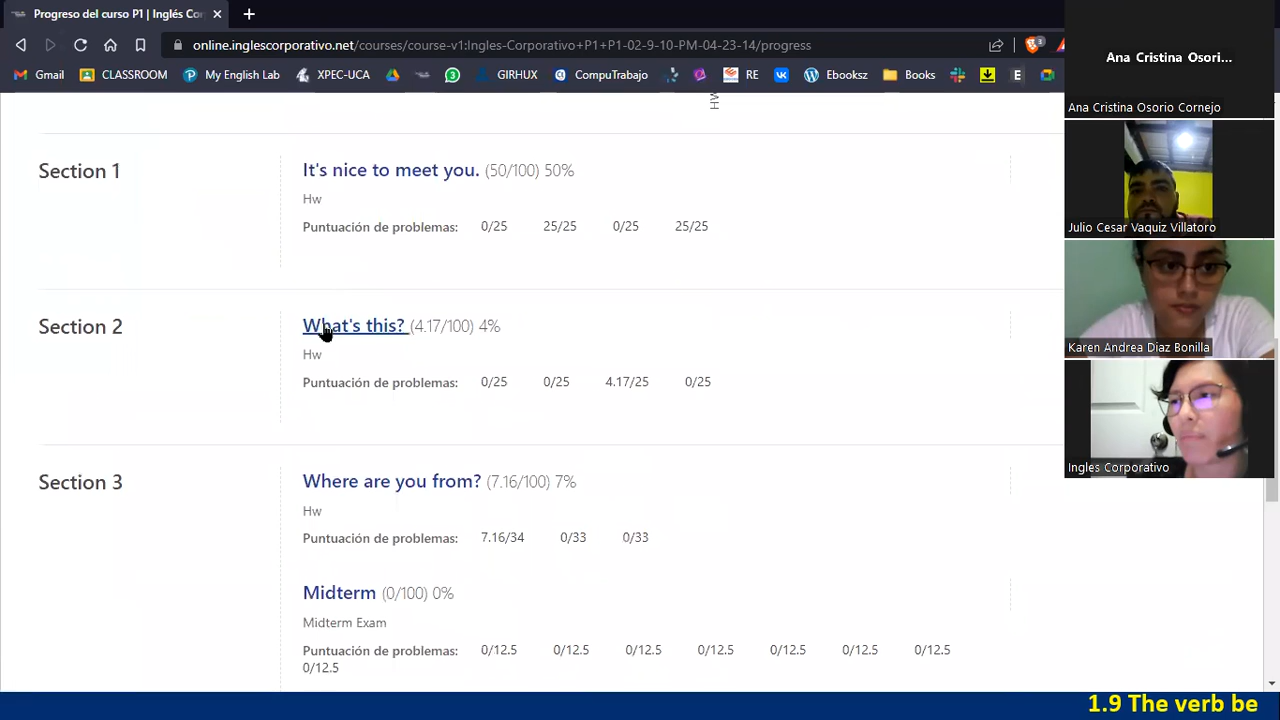 Progreso del curso P1 | Inglés Cor
online.inglescorporativo.net/courses/course-v1:Ingles-Corporativo+P1+P1-02-9-10-PM-04-23-14/progress
Gmail CLASSROOM My English Lab XPEC-UCA 3 GIRHUX CompuTrabajo RE Ebooksz Books E
HW
Section 1
It's nice to meet you. (50/100) 50%
Hw
Puntuación de problemas: 0/25 25/25 0/25 25/25
Section 2
What's this? (4.17/100) 4%
Hw
Puntuación de problemas: 0/25 0/25 4.17/25 0/25
Section 3
Where are you from? (7.16/100) 7%
Hw
Puntuación de problemas: 7.16/34 0/33 0/33
Midterm (0/100) 0%
Midterm Exam
Puntuación de problemas: 0/12.5 0/12.5 0/12.5 0/12.5 0/12.5 0/12.5 0/12.5
0/12.5
Ana Cristina Osori...
Ana Cristina Osorio Cornejo
Julio Cesar Vaquiz Villatoro
Karen Andrea Diaz Bonilla
Ingles Corporativo
1.9 The verb be